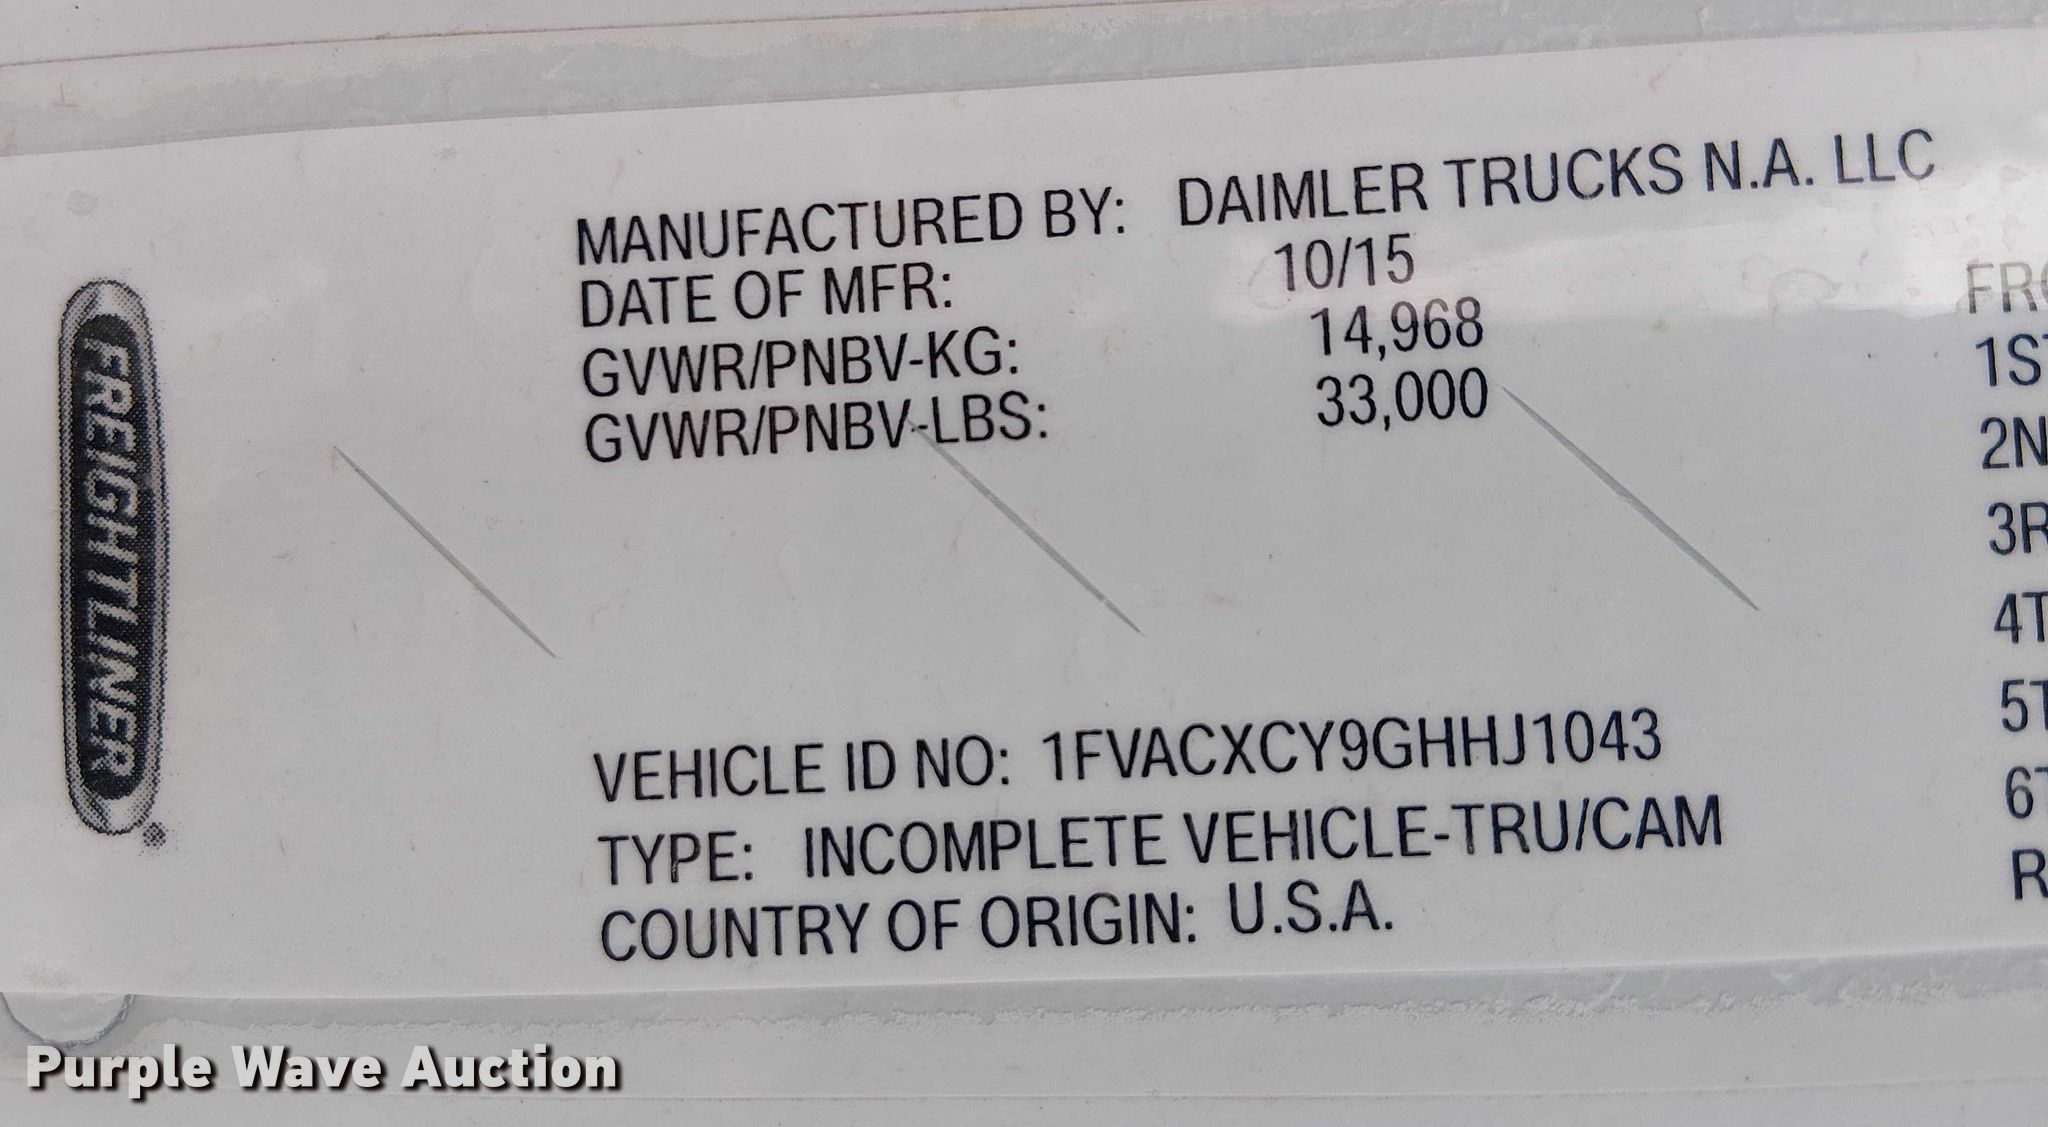 FREIGHTLINER
MANUFACTURED BY: DAIMLER TRUCKS N.A. LLC
DATE OF MFR: 10/15
GVWR/PNBV-KG: 14,968
GVWR/PNBV-LBS: 33,000
VEHICLE ID NO: 1FVACXCY9GHHJ1043
TYPE: INCOMPLETE VEHICLE-TRU/CAM
COUNTRY OF ORIGIN: U.S.A.
Purple Wave Auction